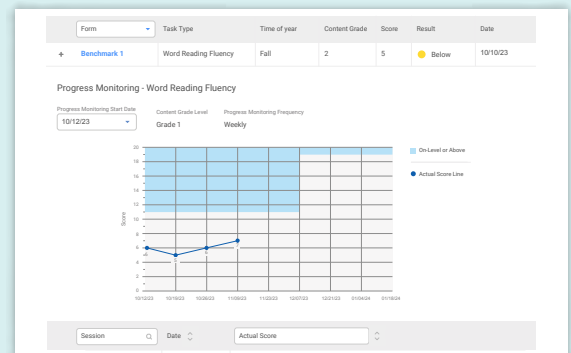 Form Task Type Time of year Content Grade Score Result Date
+ Benchmark 1 Word Reading Fluency Fall 2 5 Below 10/10/23
Progress Monitoring - Word Reading Fluency
Progress Monitoring Start Date Content Grade Level Progress Monitoring Frequency
10/12/23 Grade 1 Weekly
20
18
16
14
12
10
8
6
4
2
0
Score
On-Level or Above
Actual Score Line
10/12/23 10/19/23 10/26/23 11/09/23 11/23/23 12/07/23 12/21/23 01/04/24 01/18/24
Session Date Actual Score